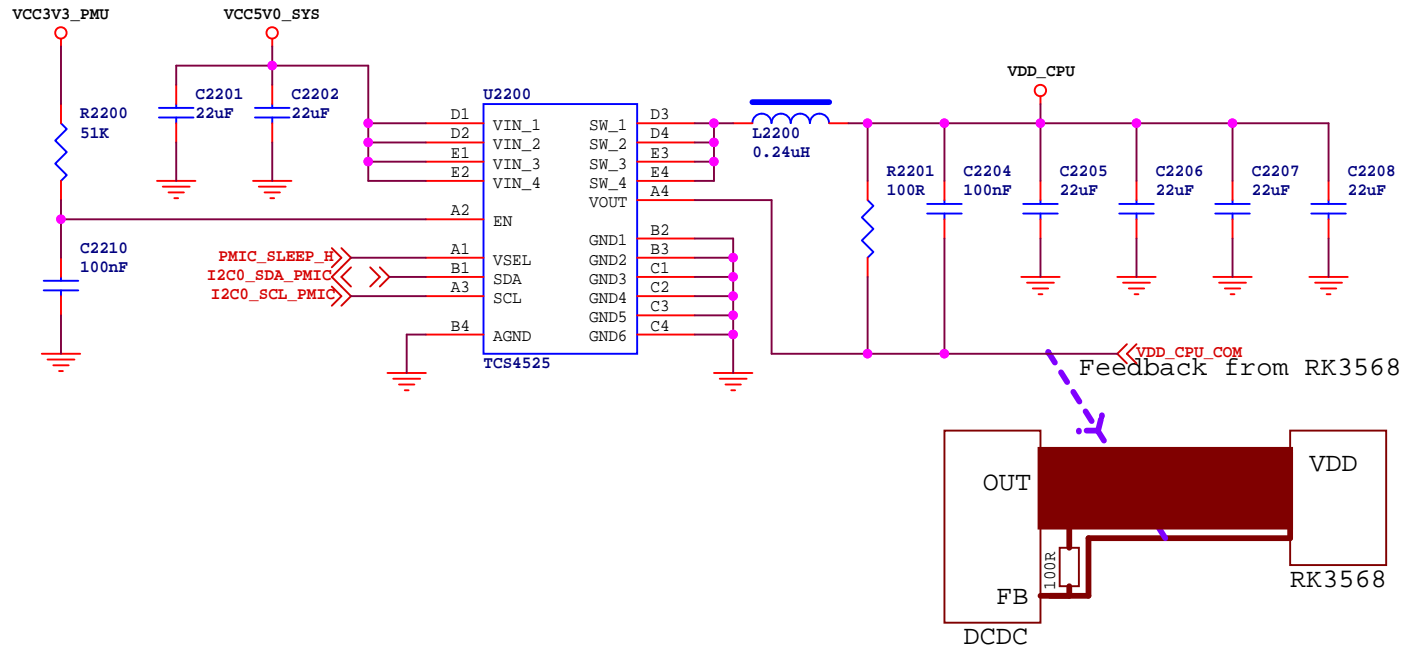 VCC3V3_PMU
VCC5V0_SYS
R2200
51K
C2210
100nF
C2201
22uF
C2202
22uF
U2200
D1 VIN_1
D2 VIN_2
E1 VIN_3
E2 VIN_4
A2 EN
PMIC_SLEEP_H A1 VSEL
I2C0_SDA_PMIC B1 SDA
I2C0_SCL_PMIC A3 SCL
B4 AGND
SW_1 D3
SW_2 D4
SW_3 E3
SW_4 E4
VOUT A4
GND1 B2
GND2 B3
GND3 C1
GND4 C2
GND5 C3
GND6 C4
TCS4525
L2200
0.24uH
VDD_CPU
R2201
100R
C2204
100nF
C2205
22uF
C2206
22uF
C2207
22uF
C2208
22uF
VDD_CPU_COM
Feedback from RK3568
OUT
VDD
100R
FB
RK3568
DCDC